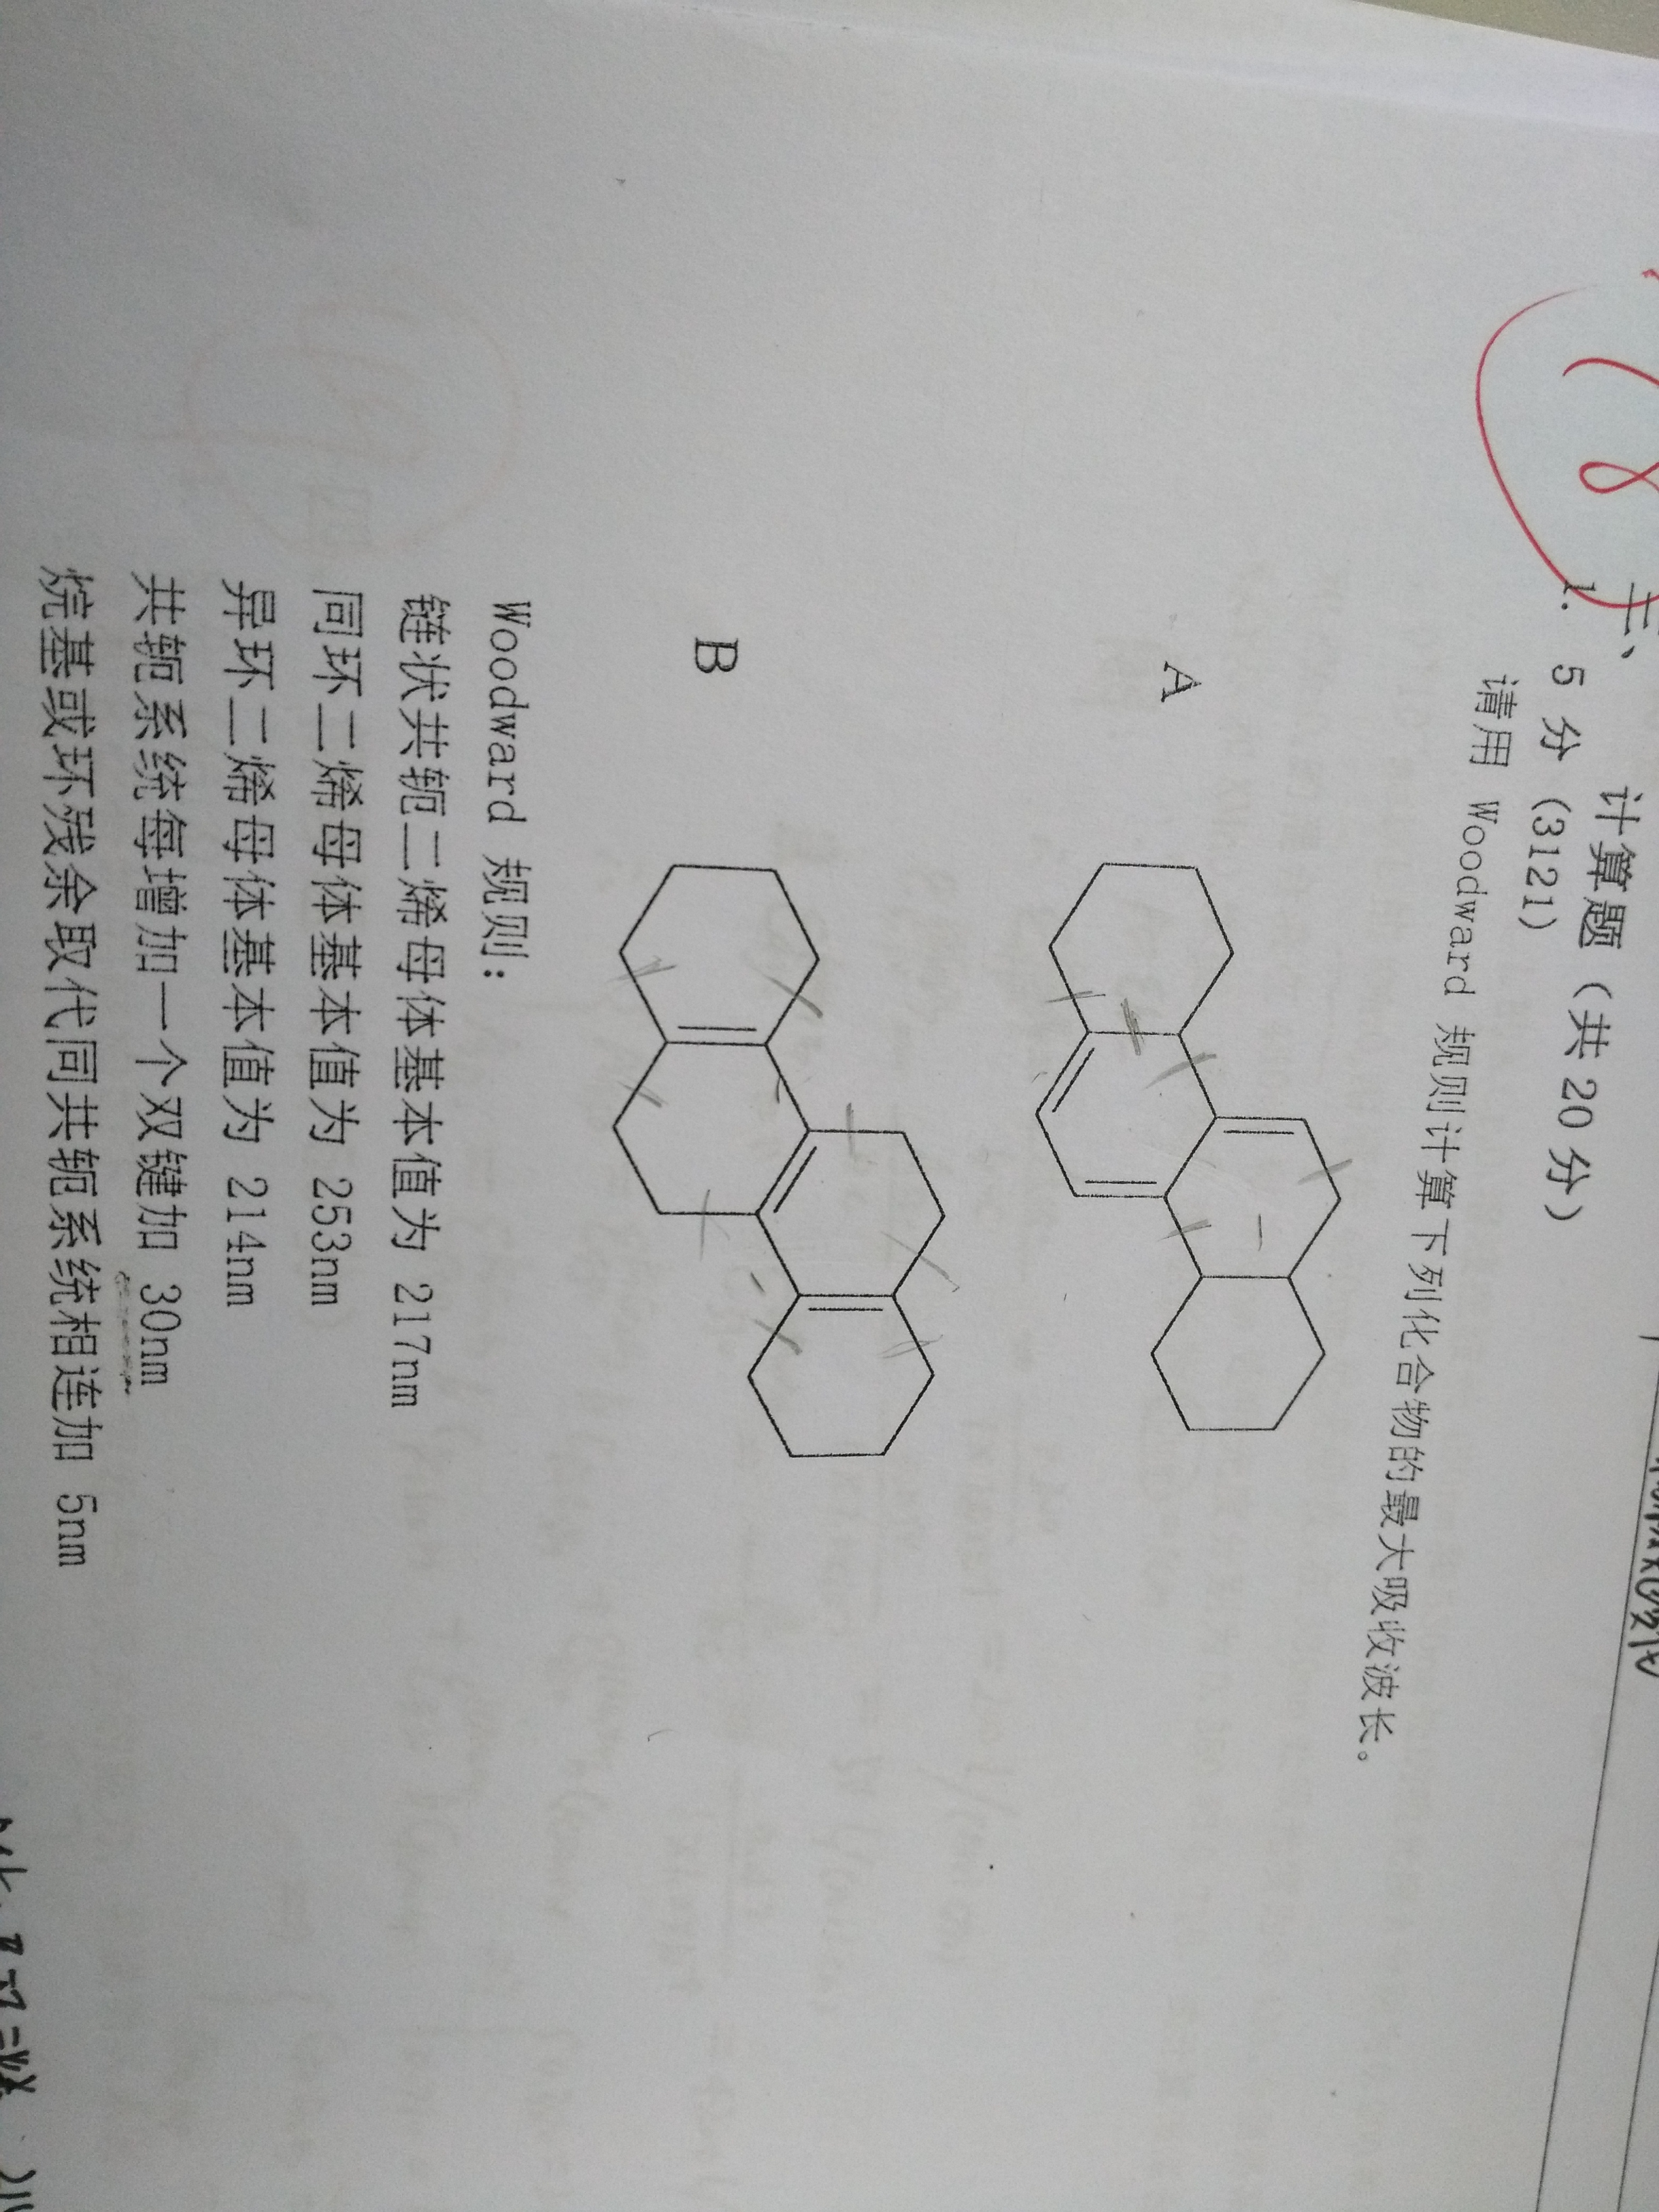 三、 计算题（共 20 分）
1. 5 分 (3121)
请用 Woodward 规则计算下列化合物的最大吸收波长。
A
B
Woodward 规则：
链状共轭二烯母体基本值为 217nm
同环二烯母体基本值为 253nm
异环二烯母体基本值为 214nm
共轭系统每增加一个双键加 30nm
烷基或环残余取代同共轭系统相连加 5nm